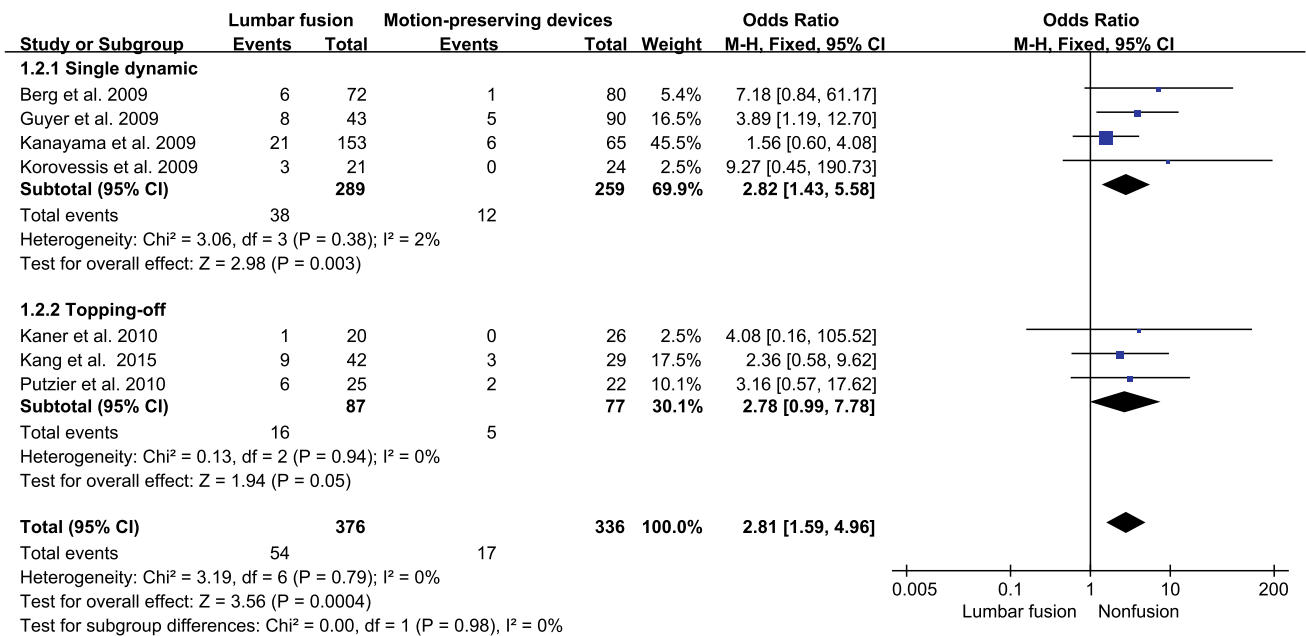 Lumbar fusion Motion-preserving devices Odds Ratio Odds Ratio
Study or Subgroup Events Total Events Total Weight M-H, Fixed, 95% CI M-H, Fixed, 95% CI
1.2.1 Single dynamic
Berg et al. 2009 6 72 1 80 5.4% 7.18 [0.84, 61.17]
Guyer et al. 2009 8 43 5 90 16.5% 3.89 [1.19, 12.70]
Kanayama et al. 2009 21 153 6 65 45.5% 1.56 [0.60, 4.08]
Korovessis et al. 2009 3 21 0 24 2.5% 9.27 [0.45, 190.73]
Subtotal (95% CI) 289 259 69.9% 2.82 [1.43, 5.58]
Total events 38 12
Heterogeneity: Chi² = 3.06, df = 3 (P = 0.38); I² = 2%
Test for overall effect: Z = 2.98 (P = 0.003)
1.2.2 Topping-off
Kaner et al. 2010 1 20 0 26 2.5% 4.08 [0.16, 105.52]
Kang et al. 2015 9 42 3 29 17.5% 2.36 [0.58, 9.62]
Putzier et al. 2010 6 25 2 22 10.1% 3.16 [0.57, 17.62]
Subtotal (95% CI) 87 77 30.1% 2.78 [0.99, 7.78]
Total events 16 5
Heterogeneity: Chi² = 0.13, df = 2 (P = 0.94); I² = 0%
Test for overall effect: Z = 1.94 (P = 0.05)
Total (95% CI) 376 336 100.0% 2.81 [1.59, 4.96]
Total events 54 17
Heterogeneity: Chi² = 3.19, df = 6 (P = 0.79); I² = 0%
Test for overall effect: Z = 3.56 (P = 0.0004)
Test for subgroup differences: Chi² = 0.00, df = 1 (P = 0.98), I² = 0%
0.005 0.1 1 10 200
Lumbar fusion Nonfusion